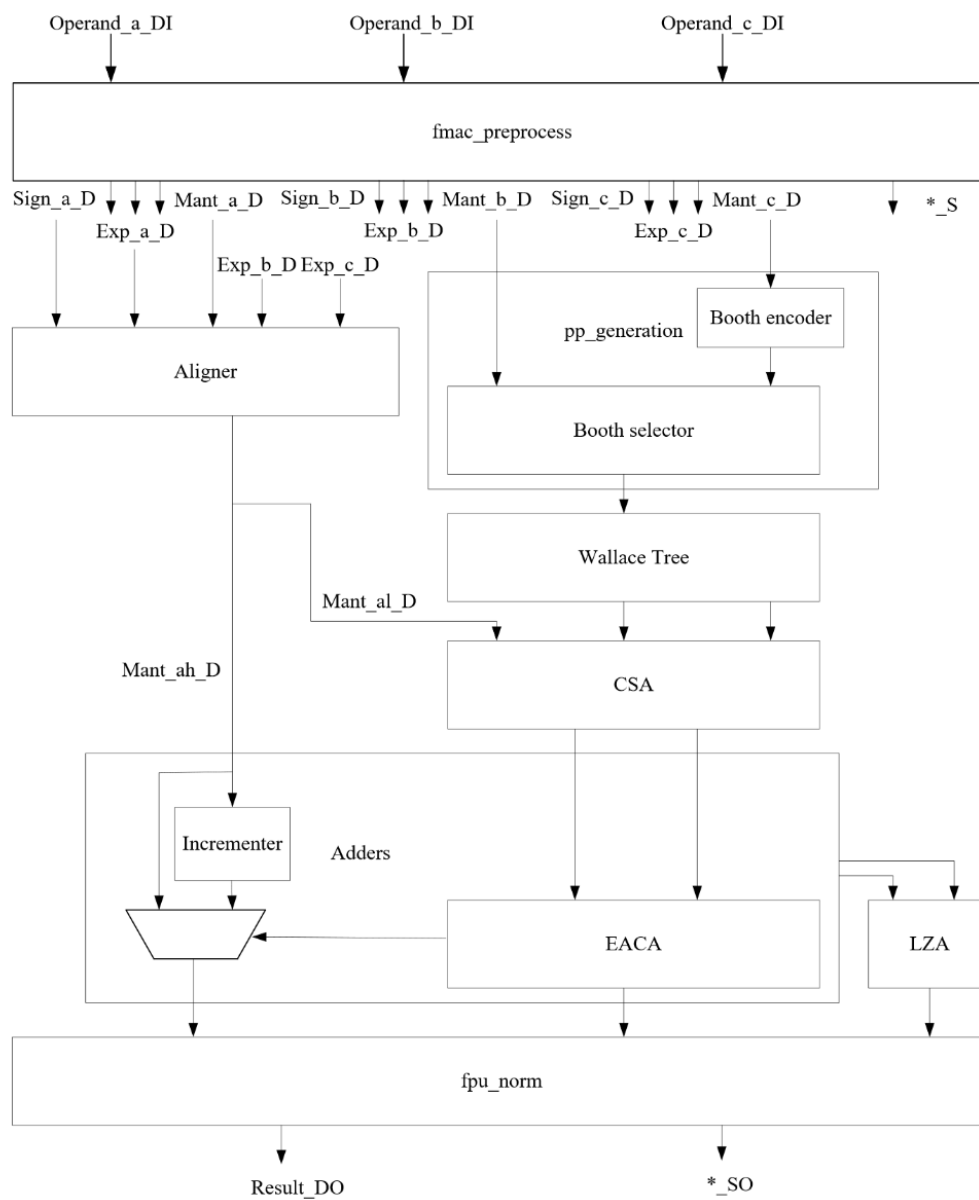 Operand_a_DI
Operand_b_DI
Operand_c_DI
fmac_preprocess
Sign_a_D
Mant_a_D
Sign_b_D
Mant_b_D
Sign_c_D
Mant_c_D
*_S
Exp_a_D
Exp_b_D
Exp_c_D
Exp_b_D
Exp_c_D
Booth encoder
pp_generation
Aligner
Booth selector
Wallace Tree
Mant_al_D
Mant_ah_D
CSA
Incrementer
Adders
EACA
LZA
fpu_norm
Result_DO
*_SO